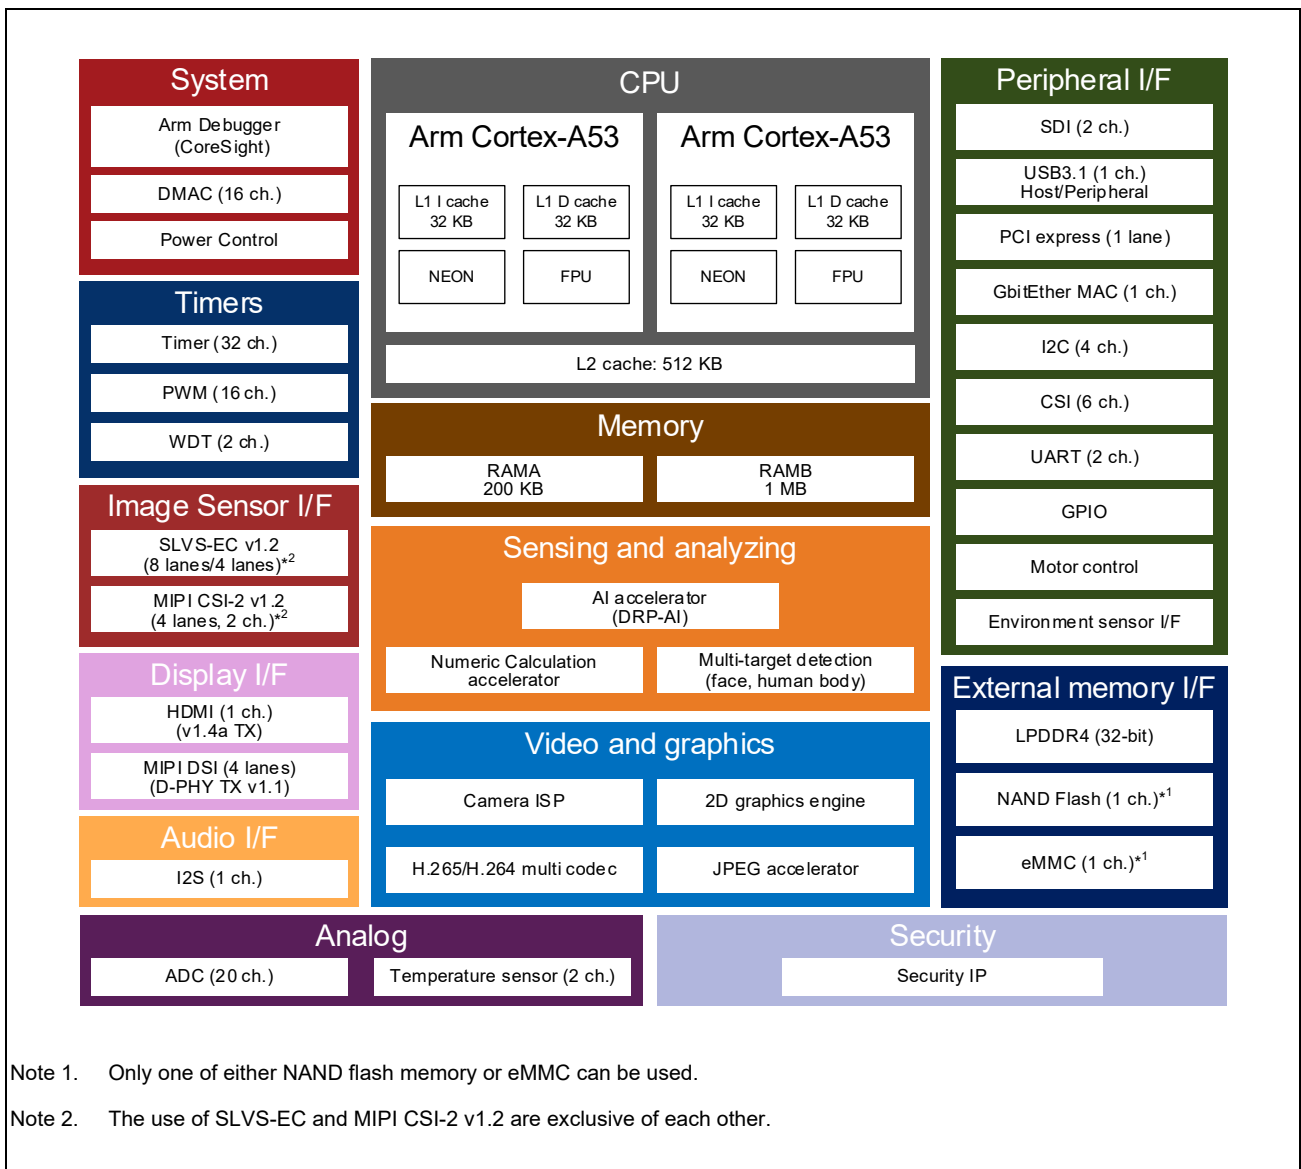 System
Arm Debugger
(CoreSight)
DMAC (16 ch.)
Power Control
Timers
Timer (32 ch.)
PWM (16 ch.)
WDT (2 ch.)
Image Sensor I/F
SLVS-EC v1.2
(8 lanes/4 lanes)*2
MIPI CSI-2 v1.2
(4 lanes, 2 ch.)*2
Display I/F
HDMI (1 ch.)
(v1.4a TX)
MIPI DSI (4 lanes)
(D-PHY TX v1.1)
Audio I/F
I2S (1 ch.)
CPU
Arm Cortex-A53
L1 I cache
32 KB
L1 D cache
32 KB
NEON
FPU
Arm Cortex-A53
L1 I cache
32 KB
L1 D cache
32 KB
NEON
FPU
L2 cache: 512 KB
Memory
RAMA
200 KB
RAMB
1 MB
Sensing and analyzing
AI accelerator
(DRP-AI)
Numeric Calculation
accelerator
Multi-target detection
(face, human body)
Video and graphics
Camera ISP
2D graphics engine
H.265/H.264 multi codec
JPEG accelerator
Peripheral I/F
SDI (2 ch.)
USB3.1 (1 ch.)
Host/Peripheral
PCI express (1 lane)
GbitEther MAC (1 ch.)
I2C (4 ch.)
CSI (6 ch.)
UART (2 ch.)
GPIO
Motor control
Environment sensor I/F
External memory I/F
LPDDR4 (32-bit)
NAND Flash (1 ch.)*1
eMMC (1 ch.)*1
Analog
ADC (20 ch.)
Temperature sensor (2 ch.)
Security
Security IP
Note 1. Only one of either NAND flash memory or eMMC can be used.
Note 2. The use of SLVS-EC and MIPI CSI-2 v1.2 are exclusive of each other.